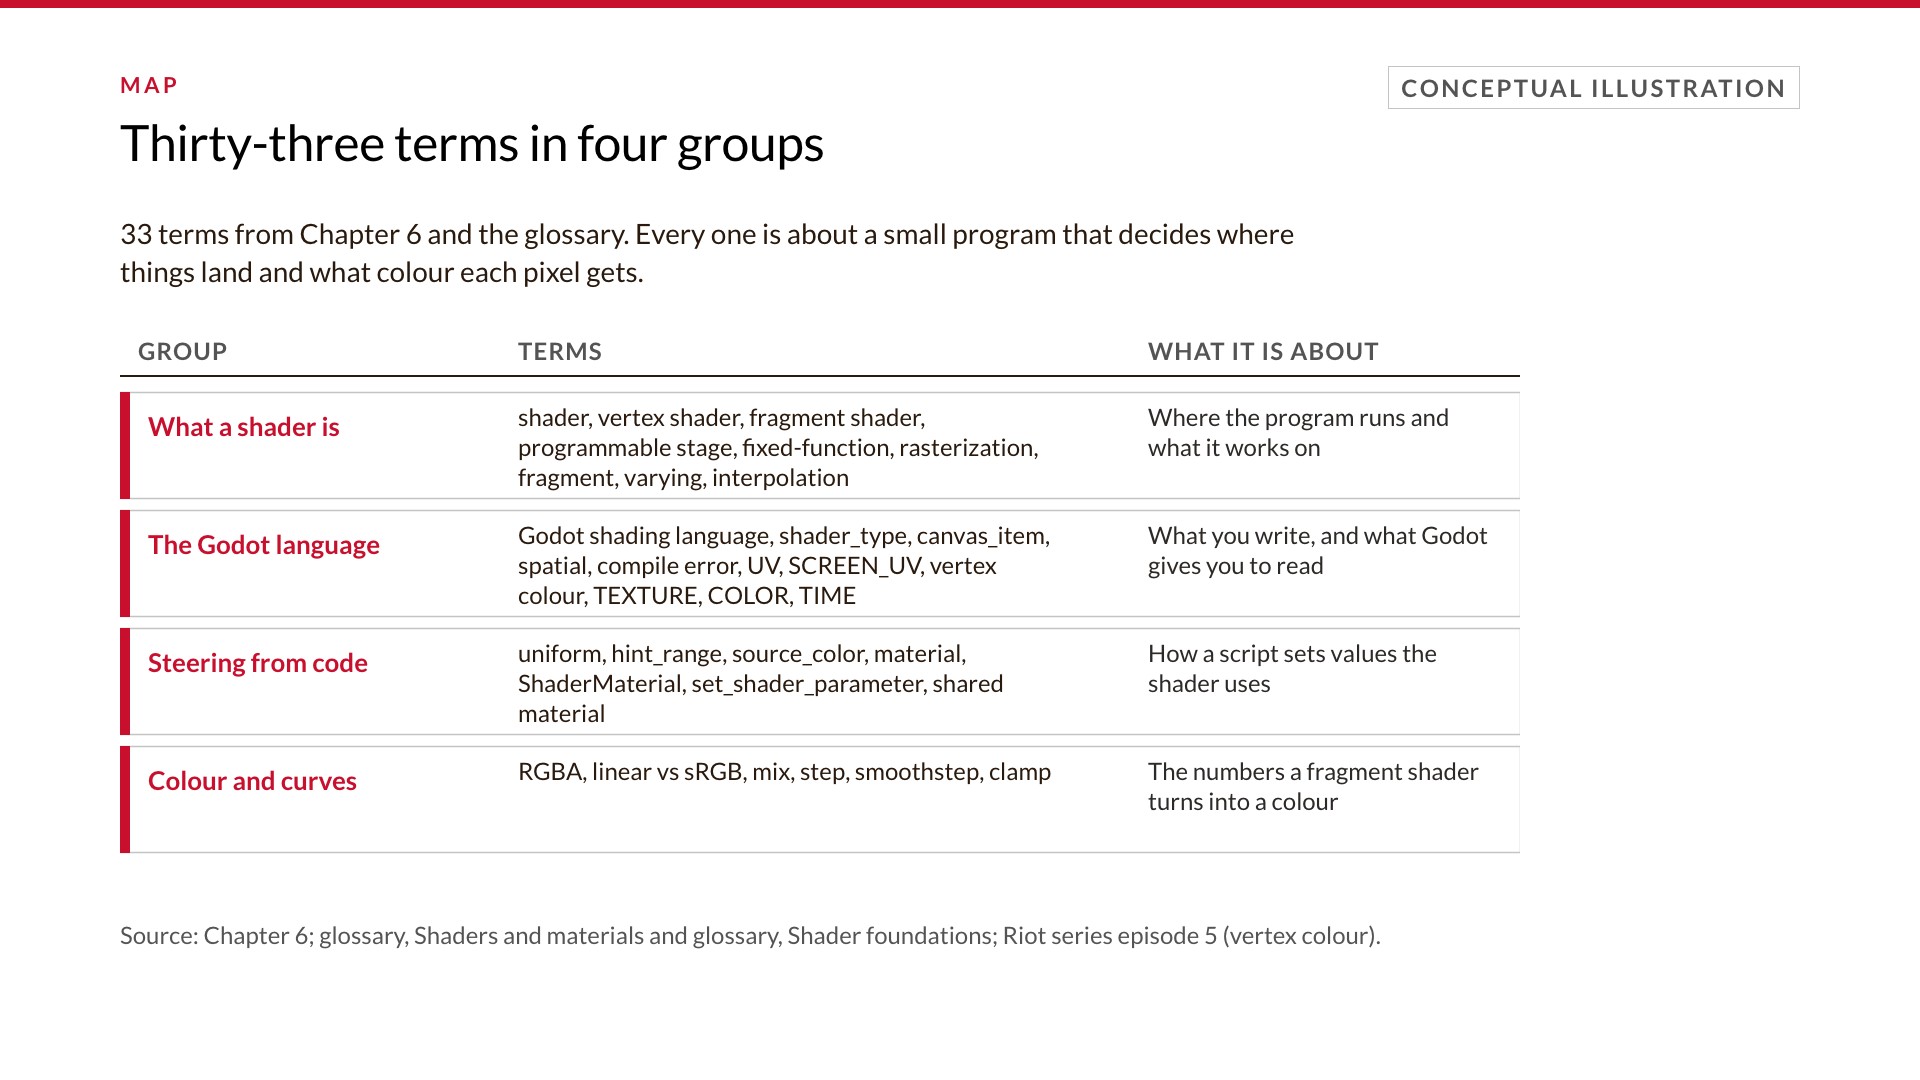 MAP
CONCEPTUAL ILLUSTRATION
Thirty-three terms in four groups
33 terms from Chapter 6 and the glossary. Every one is about a small program that decides where
things land and what colour each pixel gets.
GROUP
TERMS
WHAT IT IS ABOUT
What a shader is
shader, vertex shader, fragment shader,
programmable stage, fixed-function, rasterization,
fragment, varying, interpolation
Where the program runs and
what it works on
The Godot language
Godot shading language, shader_type, canvas_item,
spatial, compile error, UV, SCREEN_UV, vertex
colour, TEXTURE, COLOR, TIME
What you write, and what Godot
gives you to read
Steering from code
uniform, hint_range, source_color, material,
ShaderMaterial, set_shader_parameter, shared
material
How a script sets values the
shader uses
Colour and curves
RGBA, linear vs sRGB, mix, step, smoothstep, clamp
The numbers a fragment shader
turns into a colour
Source: Chapter 6; glossary, Shaders and materials and glossary, Shader foundations; Riot series episode 5 (vertex colour).